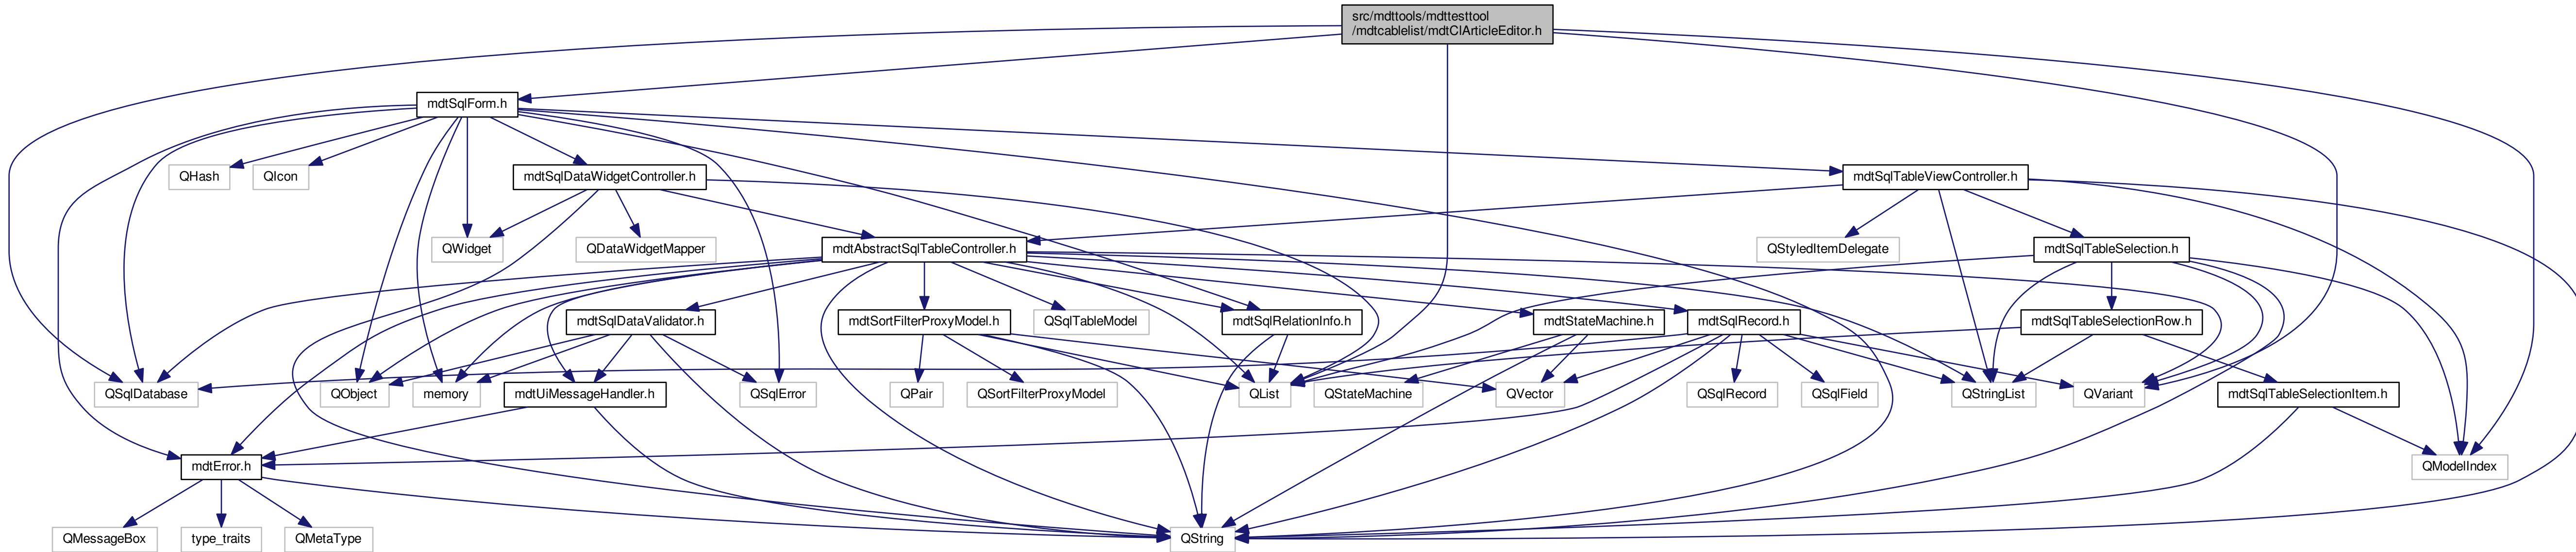 src/mdttools/mdttesttool
/mdtcablelist/mdtClArticleEditor.h
mdtSqlForm.h
QHash
QIcon
mdtSqlDataWidgetController.h
mdtSqlTableViewController.h
QWidget
QDataWidgetMapper
mdtAbstractSqlTableController.h
QStyledItemDelegate
mdtSqlTableSelection.h
mdtSqlDataValidator.h
mdtSortFilterProxyModel.h
QSqlTableModel
mdtSqlRelationInfo.h
mdtStateMachine.h
mdtSqlRecord.h
mdtSqlTableSelectionRow.h
QSqlDatabase
QObject
memory
mdtUiMessageHandler.h
QSqlError
QPair
QSortFilterProxyModel
QList
QStateMachine
QVector
QSqlRecord
QSqlField
QStringList
QVariant
mdtSqlTableSelectionItem.h
mdtError.h
QModelIndex
QMessageBox
type_traits
QMetaType
QString